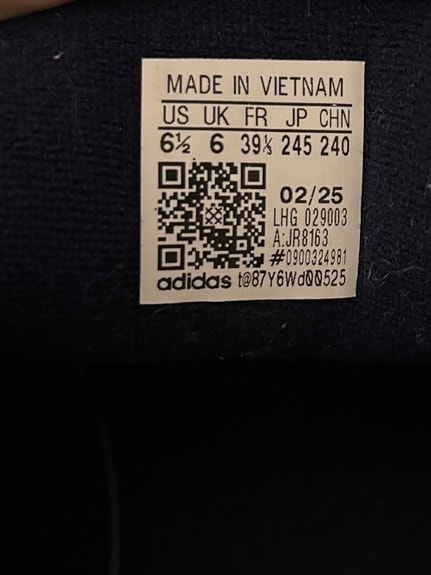 MADE IN VIETNAM
US UK FR JP CHN
6½ 6 39⅓ 245 240
02/25
LHG 029003
A:JR8163
#0900324981
adidas t@87Y6Wd00525